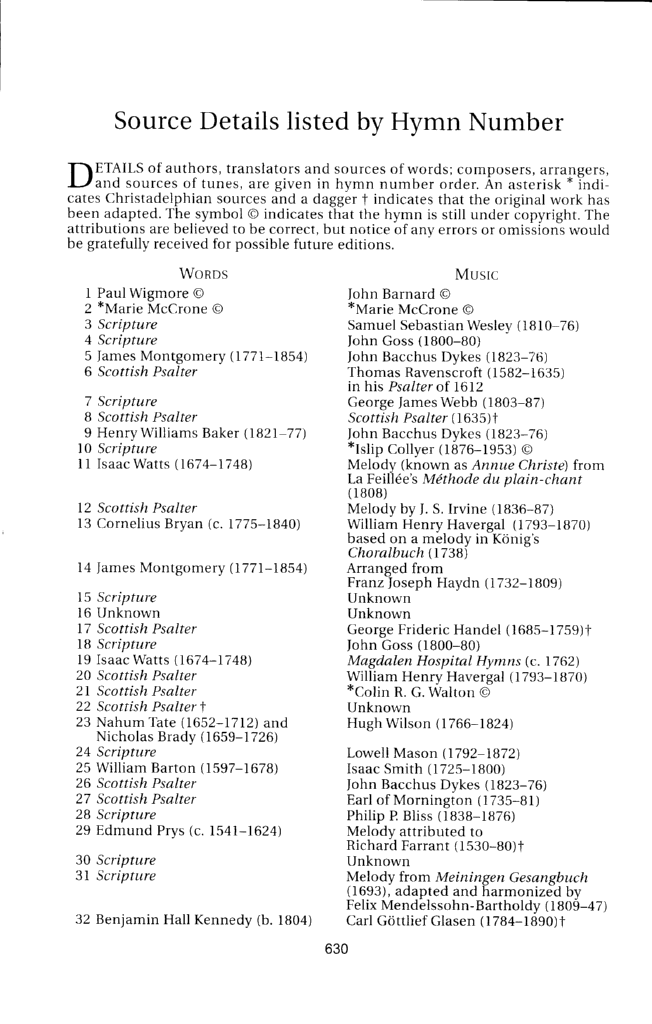 Source Details listed by Hymn Number
DETAILS of authors, translators and sources of words; composers, arrangers,
and sources of tunes, are given in hymn number order. An asterisk * indi-
cates Christadelphian sources and a dagger † indicates that the original work has
been adapted. The symbol © indicates that the hymn is still under copyright. The
attributions are believed to be correct, but notice of any errors or omissions would
be gratefully received for possible future editions.
WORDS MUSIC
1 Paul Wigmore © John Barnard ©
2 *Marie McCrone © *Marie McCrone ©
3 Scripture Samuel Sebastian Wesley (1810–76)
4 Scripture John Goss (1800–80)
5 James Montgomery (1771–1854) John Bacchus Dykes (1823–76)
6 Scottish Psalter Thomas Ravenscroft (1582–1635)
in his Psalter of 1612
7 Scripture George James Webb (1803–87)
8 Scottish Psalter Scottish Psalter (1635)†
9 Henry Williams Baker (1821–77) John Bacchus Dykes (1823–76)
10 Scripture *Islip Collyer (1876–1953) ©
11 Isaac Watts (1674–1748) Melody (known as Annue Christe) from
La Feillée's Méthode du plain-chant
(1808)
12 Scottish Psalter Melody by J. S. Irvine (1836–87)
13 Cornelius Bryan (c. 1775–1840) William Henry Havergal (1793–1870)
based on a melody in König's
Choralbuch (1738)
14 James Montgomery (1771–1854) Arranged from
Franz Joseph Haydn (1732–1809)
15 Scripture Unknown
16 Unknown Unknown
17 Scottish Psalter George Frideric Handel (1685–1759)†
18 Scripture John Goss (1800–80)
19 Isaac Watts (1674–1748) Magdalen Hospital Hymns (c. 1762)
20 Scottish Psalter William Henry Havergal (1793–1870)
21 Scottish Psalter *Colin R. G. Walton ©
22 Scottish Psalter † Unknown
23 Nahum Tate (1652–1712) and Hugh Wilson (1766–1824)
Nicholas Brady (1659–1726)
24 Scripture Lowell Mason (1792–1872)
25 William Barton (1597–1678) Isaac Smith (1725–1800)
26 Scottish Psalter John Bacchus Dykes (1823–76)
27 Scottish Psalter Earl of Mornington (1735–81)
28 Scripture Philip P. Bliss (1838–1876)
29 Edmund Prys (c. 1541–1624) Melody attributed to
Richard Farrant (1530–80)†
30 Scripture Unknown
31 Scripture Melody from Meiningen Gesangbuch
(1693), adapted and harmonized by
Felix Mendelssohn-Bartholdy (1809–47)
32 Benjamin Hall Kennedy (b. 1804) Carl Göttlief Glasen (1784–1890)†
630